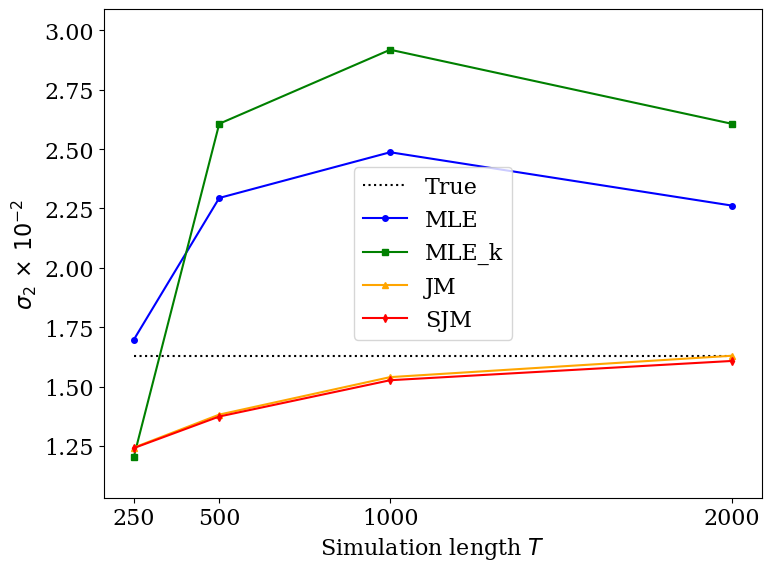 3.00
2.75
2.50
2.25
2.00
1.75
1.50
1.25
σ₂ × 10⁻²
True
MLE
MLE_k
JM
SJM
250 500 1000 2000
Simulation length T